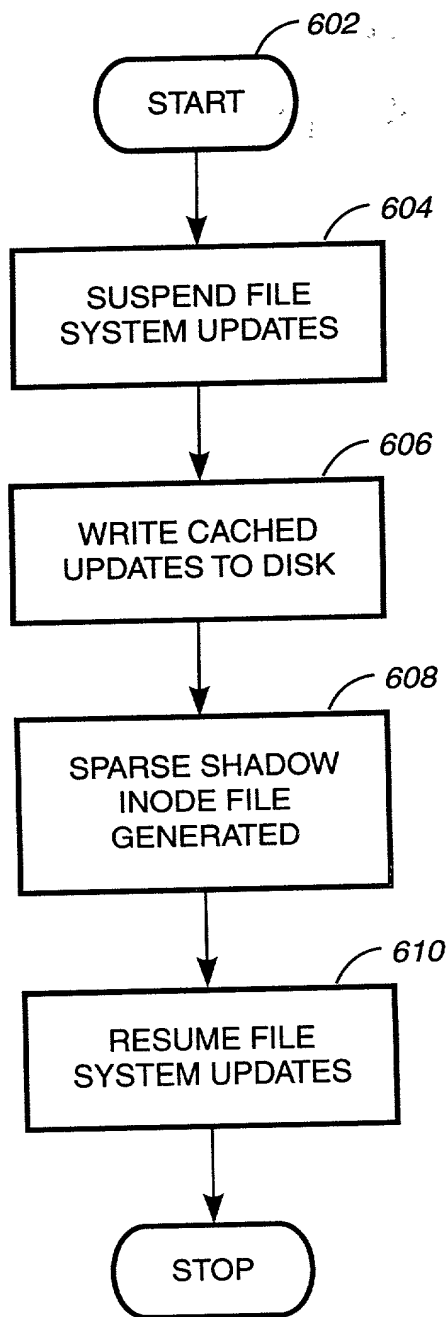 602
START
604
SUSPEND FILE
SYSTEM UPDATES
606
WRITE CACHED
UPDATES TO DISK
608
SPARSE SHADOW
INODE FILE
GENERATED
610
RESUME FILE
SYSTEM UPDATES
STOP